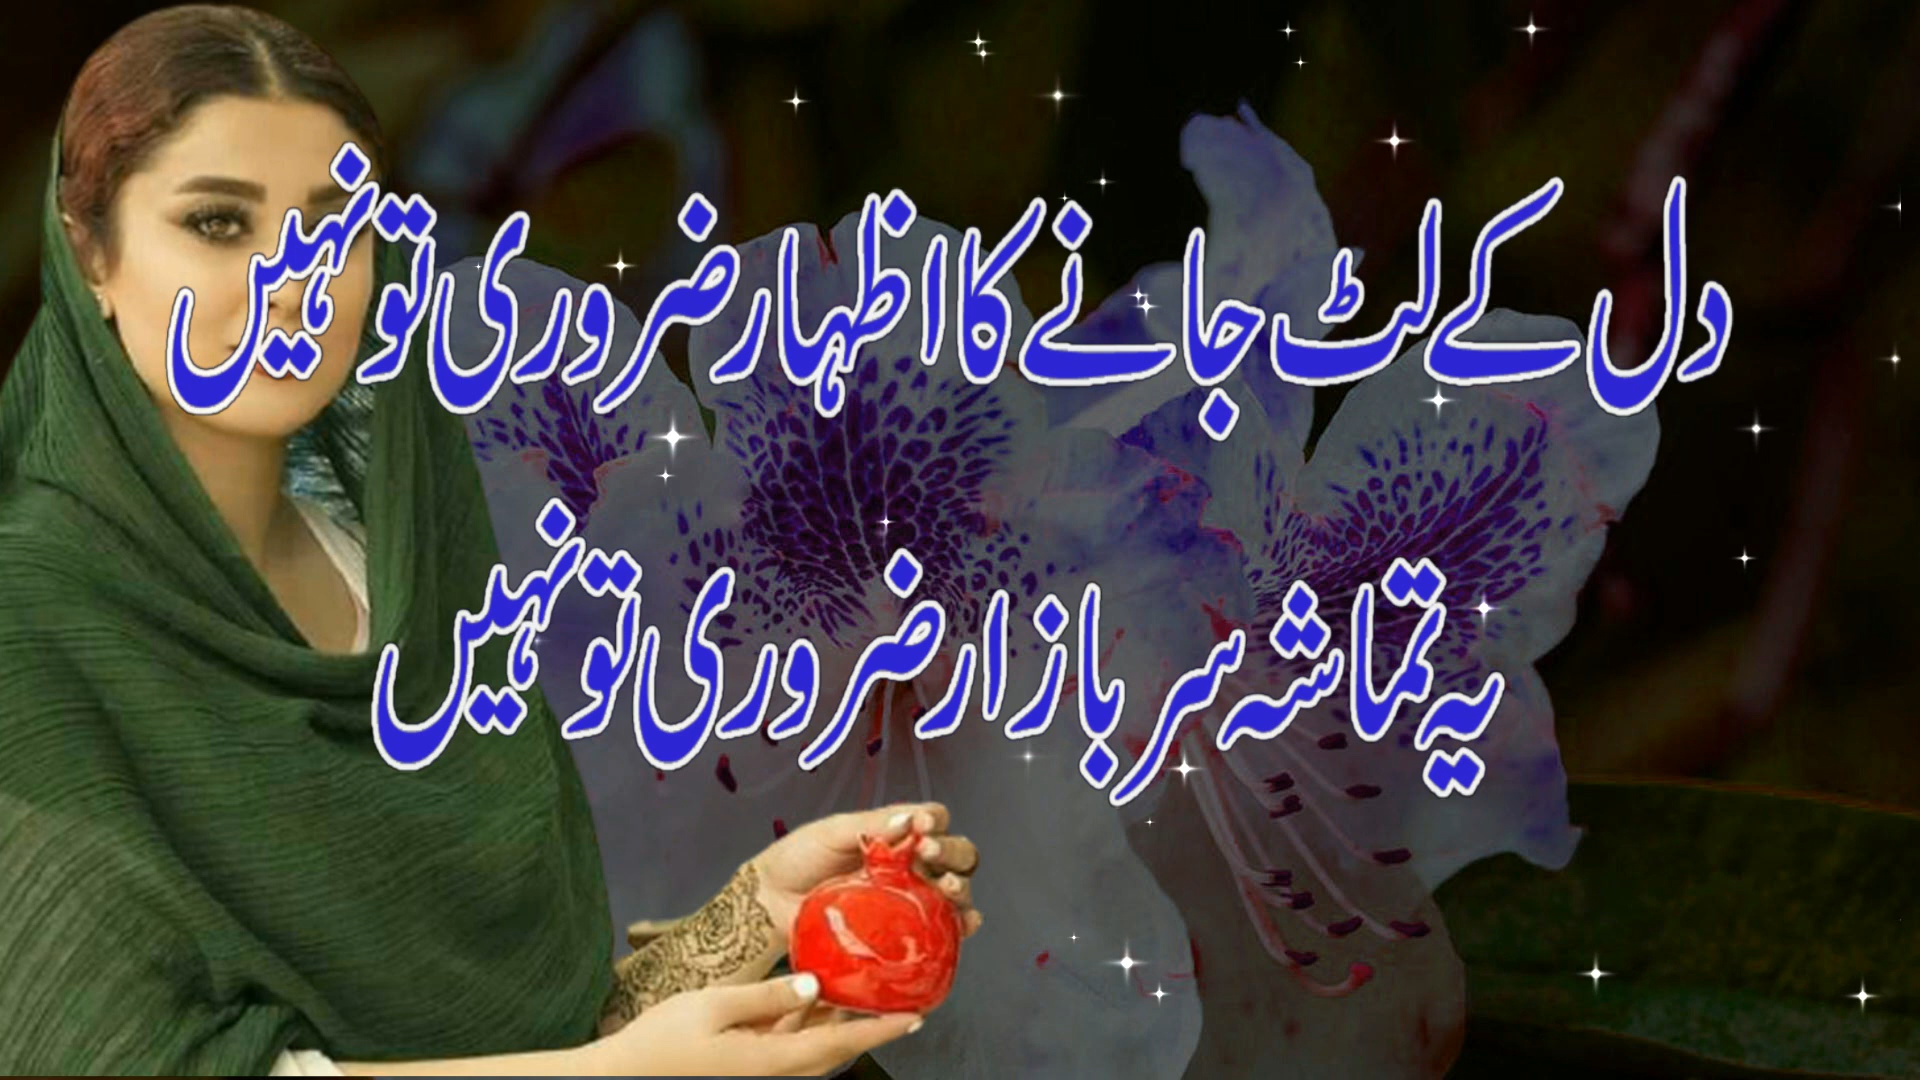 دل کے لٹ جانے کا اظہار ضروری تو نہیں
یہ تماشہ سر بازار ضروری تو نہیں